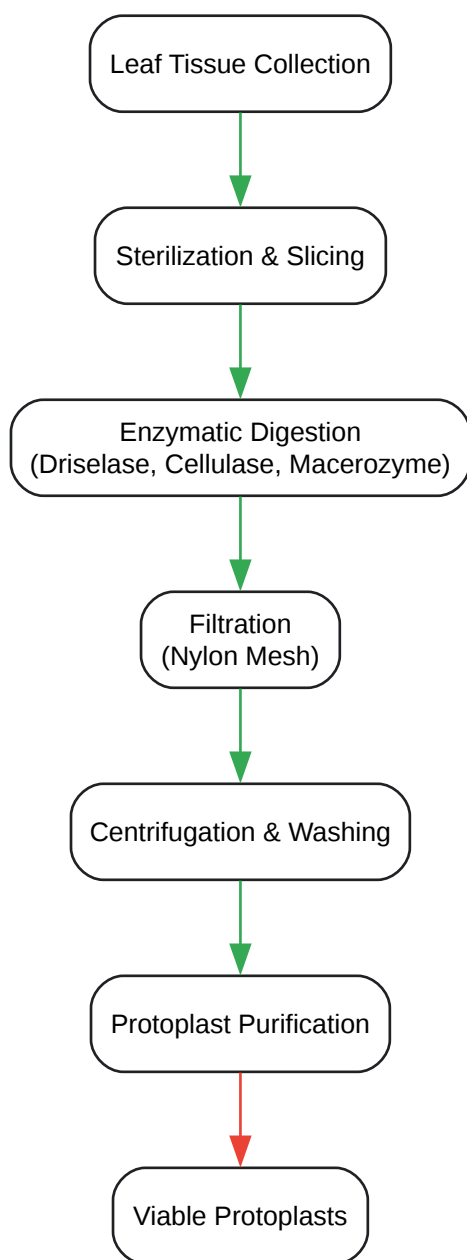 Leaf Tissue Collection
Sterilization & Slicing
Enzymatic Digestion
(Driselase, Cellulase, Macerozyme)
Filtration
(Nylon Mesh)
Centrifugation & Washing
Protoplast Purification
Viable Protoplasts